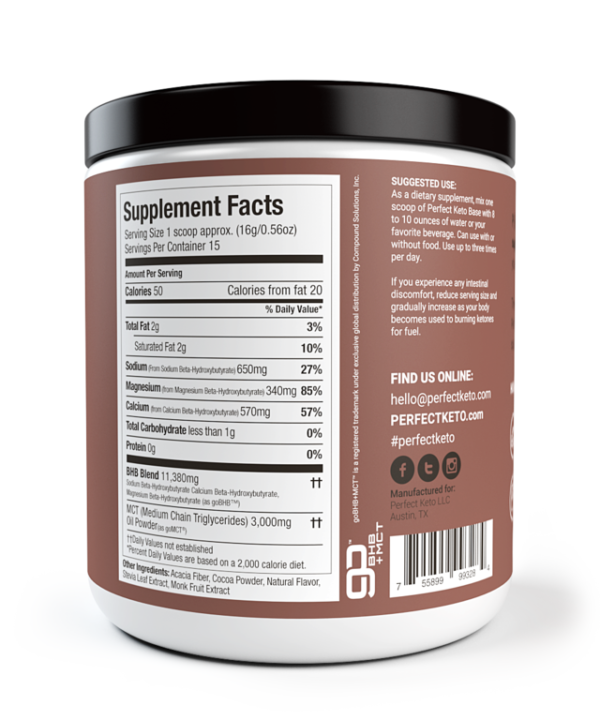 Supplement Facts
Serving Size 1 scoop approx. (16g/0.56oz)
Servings Per Container 15
Amount Per Serving
Calories 50 Calories from fat 20
% Daily Value*
Total Fat 2g 3%
Saturated Fat 2g 10%
Sodium (from Sodium Beta-Hydroxybutyrate) 650mg 27%
Magnesium (from Magnesium Beta-Hydroxybutyrate) 340mg 85%
Calcium (from Calcium Beta-Hydroxybutyrate) 570mg 57%
Total Carbohydrate less than 1g 0%
Protein 0g 0%
BHB Blend 11,380mg ††
Sodium Beta-Hydroxybutyrate Calcium Beta-Hydroxybutyrate,
Magnesium Beta-Hydroxybutyrate (as goBHB™)
MCT (Medium Chain Triglycerides) 3,000mg ††
Oil Powder (as goMCT®)
††Daily Values not established
*Percent Daily Values are based on a 2,000 calorie diet.
Other Ingredients: Acacia Fiber, Cocoa Powder, Natural Flavor,
Stevia Leaf Extract, Monk Fruit Extract
goBHB+MCT™ is a registered trademark under exclusive global distribution by Compound Solutions, Inc.
go™
BHB
+MCT
SUGGESTED USE:
As a dietary supplement, mix one
scoop of Perfect Keto Base with 8
to 10 ounces of water or your
favorite beverage. Can use with or
without food. Use up to three times
per day.
If you experience any intestinal
discomfort, reduce serving size and
gradually increase as your body
becomes used to burning ketones
for fuel.
FIND US ONLINE:
hello@perfectketo.com
PERFECTKETO.com
#perfectketo
Manufactured for:
Perfect Keto LLC
Austin, TX
7 55899 99328 4